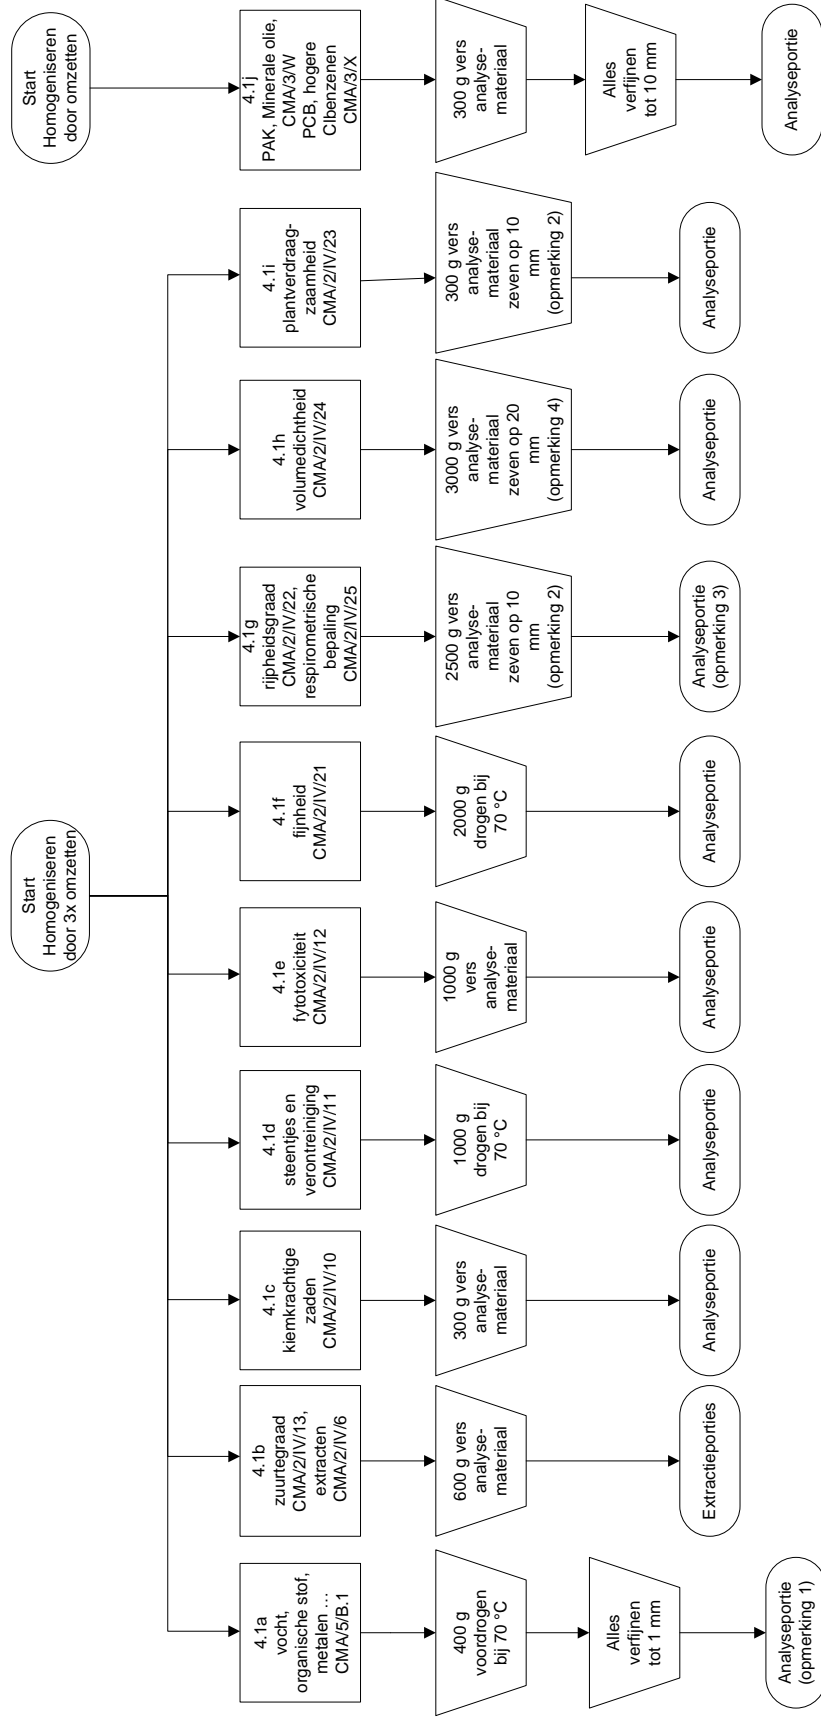 Start
Homogeniseren
door 3x omzetten
Start
Homogeniseren
door omzetten
4.1a
vocht,
organische stof,
metalen ...
CMA/5/B.1
4.1b
zuurtegraad
CMA/2/IV/13,
extracten
CMA/2/IV/6
4.1c
kiemkrachtige
zaden
CMA/2/IV/10
4.1d
steentjes en
verontreiniging
CMA/2/IV/11
4.1e
fytotoxiciteit
CMA/2/IV/12
4.1f
fijnheid
CMA/2/IV/21
4.1g
rijpheidsgraad
CMA/2/IV/22,
respirometrische
bepaling
CMA/2/IV/25
4.1h
volumedichtheid
CMA/2/IV/24
4.1i
plantverdraag-
zaamheid
CMA/2/IV/23
4.1j
PAK, Minerale olie,
CMA/3/W
PCB, hogere
Clbenzenen
CMA/3/X
400 g
voordrogen
bij 70 °C
600 g vers
analyse-
materiaal
300 g vers
analyse-
materiaal
1000 g
drogen bij
70 °C
1000 g
vers
analyse-
materiaal
2000 g
drogen bij
70 °C
2500 g vers
analyse-
materiaal
zeven op 10
mm
(opmerking 2)
3000 g vers
analyse-
materiaal
zeven op 20
mm
(opmerking 4)
300 g vers
analyse-
materiaal
zeven op 10
mm
(opmerking 2)
300 g vers
analyse-
materiaal
Alles
verfijnen
tot 1 mm
Alles
verfijnen
tot 10 mm
Analyseportie
(opmerking 1)
Extractieporties
Analyseportie
Analyseportie
Analyseportie
Analyseportie
Analyseportie
(opmerking 3)
Analyseportie
Analyseportie
Analyseportie